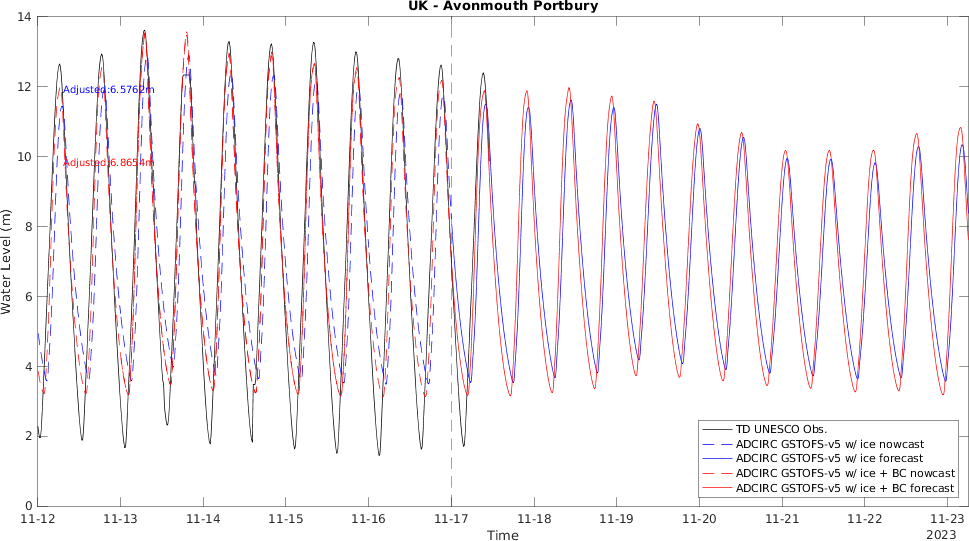 UK - Avonmouth Portbury
Water Level (m)
14
12
10
8
6
4
2
0
Adjusted:6.5762m
Adjusted:6.8654m
TD UNESCO Obs.
ADCIRC GSTOFS-v5 w/ ice nowcast
ADCIRC GSTOFS-v5 w/ ice forecast
ADCIRC GSTOFS-v5 w/ ice + BC nowcast
ADCIRC GSTOFS-v5 w/ ice + BC forecast
11-12 11-13 11-14 11-15 11-16 11-17 11-18 11-19 11-20 11-21 11-22 11-23
Time
2023